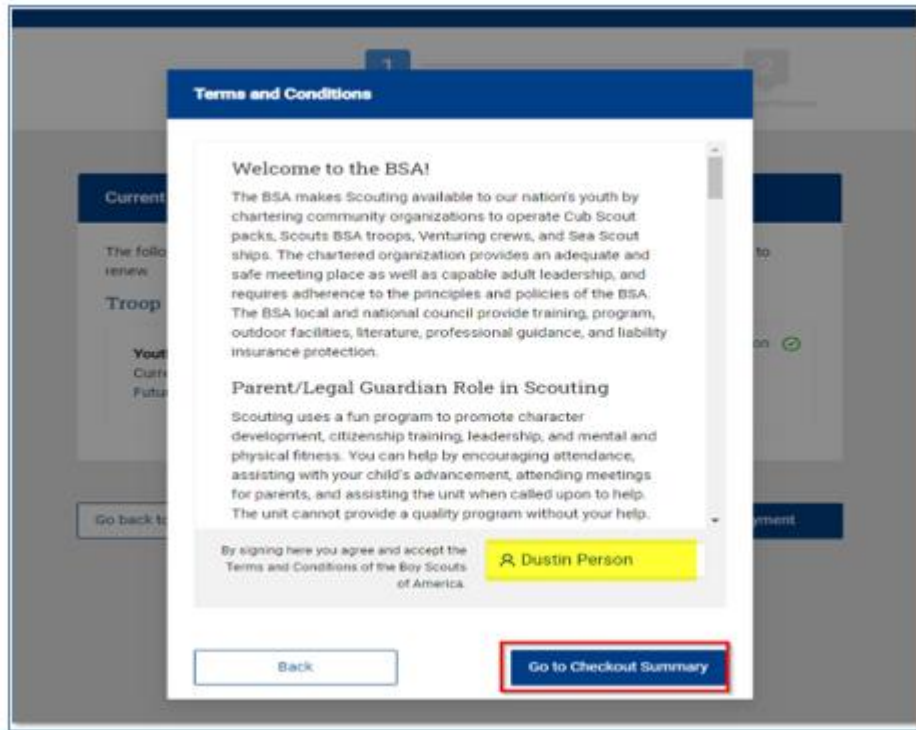 1
2
Terms and Conditions
Welcome to the BSA!
The BSA makes Scouting available to our nation's youth by
chartering community organizations to operate Cub Scout
packs, Scouts BSA troops, Venturing crews, and Sea Scout
ships. The chartered organization provides an adequate and
safe meeting place as well as capable adult leadership, and
requires adherence to the principles and policies of the BSA.
The BSA local and national council provide training, program,
outdoor facilities, literature, professional guidance, and liability
insurance protection.
Parent/Legal Guardian Role in Scouting
Scouting uses a fun program to promote character
development, citizenship training, leadership, and mental and
physical fitness. You can help by encouraging attendance,
assisting with your child's advancement, attending meetings
for parents, and assisting the unit when called upon to help.
The unit cannot provide a quality program without your help.
By signing here you agree and accept the
Terms and Conditions of the Boy Scouts
of America.
Dustin Person
Back
Go to Checkout Summary
Current
The follo
to
renew
Troop
Yout
on
Curre
Futur
Go back to
yment